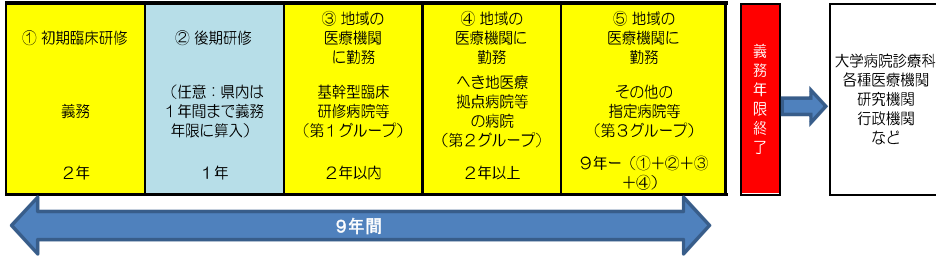 ① 初期臨床研修
義務
2年
② 後期研修
（任意：県内は
１年間まで義務
年限に算入）
１年
③ 地域の
医療機関
に勤務
基幹型臨床
研修病院等
（第１グループ）
２年以内
④ 地域の
医療機関に
勤務
へき地医療
拠点病院等
の病院
（第２グループ）
２年以上
⑤ 地域の
医療機関に
勤務
その他の
指定病院等
（第３グループ）
９年ー（①+②+③
+④）
義務年限終了
大学病院診療科
各種医療機関
研究機関
行政機関
など
9年間